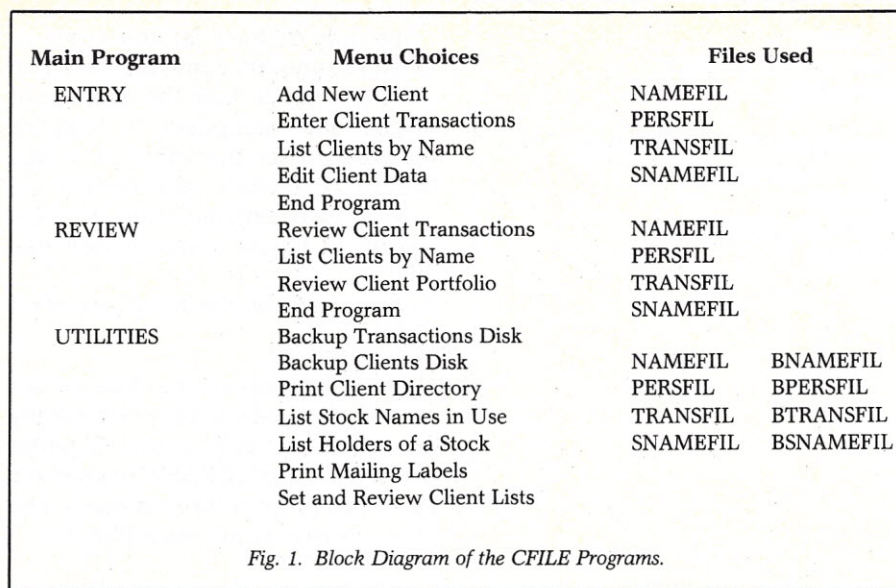 Main Program Menu Choices Files Used
ENTRY Add New Client NAMEFIL
Enter Client Transactions PERSFIL
List Clients by Name TRANSFIL
Edit Client Data SNAMEFIL
End Program
REVIEW Review Client Transactions NAMEFIL
List Clients by Name PERSFIL
Review Client Portfolio TRANSFIL
End Program SNAMEFIL
UTILITIES Backup Transactions Disk
Backup Clients Disk NAMEFIL BNAMEFIL
Print Client Directory PERSFIL BPERSFIL
List Stock Names in Use TRANSFIL BTRANSFIL
List Holders of a Stock SNAMEFIL BSNAMEFIL
Print Mailing Labels
Set and Review Client Lists
Fig. 1. Block Diagram of the CFILE Programs.